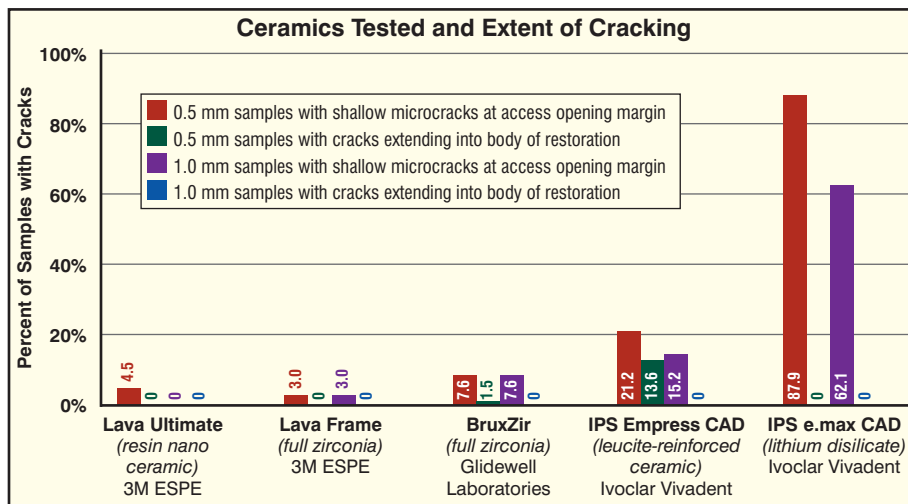 Ceramics Tested and Extent of Cracking
Percent of Samples with Cracks
100%
80%
60%
40%
20%
0%
0.5 mm samples with shallow microcracks at access opening margin
0.5 mm samples with cracks extending into body of restoration
1.0 mm samples with shallow microcracks at access opening margin
1.0 mm samples with cracks extending into body of restoration
4.5
0
0
0
3.0
0
3.0
0
7.6
1.5
7.6
0
21.2
13.6
15.2
0
87.9
0
62.1
0
Lava Ultimate
(resin nano
ceramic)
3M ESPE
Lava Frame
(full zirconia)
3M ESPE
BruxZir
(full zirconia)
Glidewell
Laboratories
IPS Empress CAD
(leucite-reinforced
ceramic)
Ivoclar Vivadent
IPS e.max CAD
(lithium disilicate)
Ivoclar Vivadent